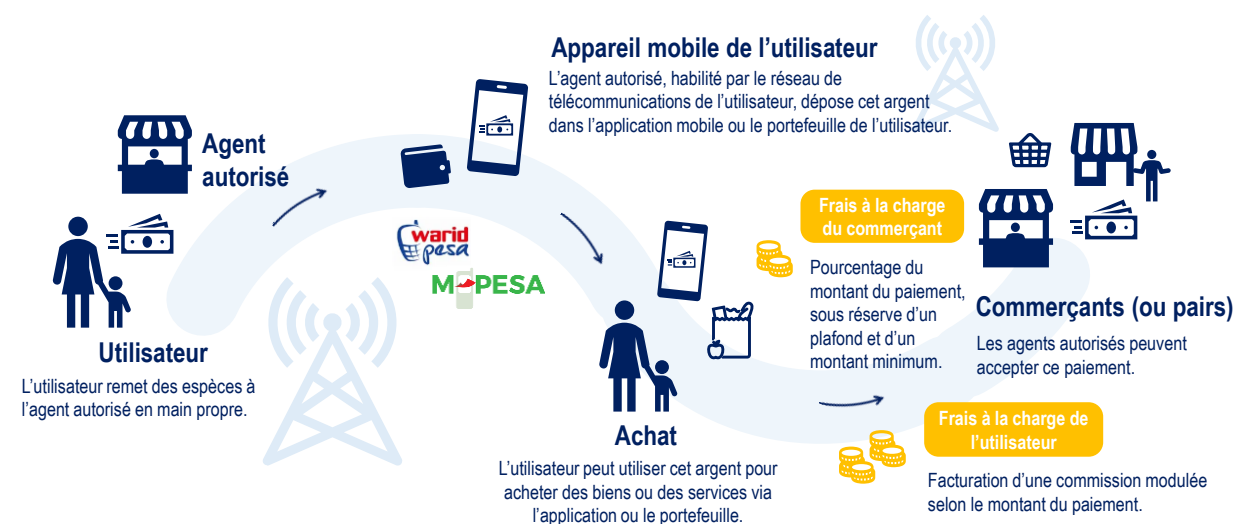 Appareil mobile de l’utilisateur
L’agent autorisé, habilité par le réseau de
télécommunications de l’utilisateur, dépose cet argent
dans l’application mobile ou le portefeuille de l’utilisateur.
Agent
autorisé
Utilisateur
L’utilisateur remet des espèces à
l’agent autorisé en main propre.
warid
pesa
M-PESA
Achat
L’utilisateur peut utiliser cet argent pour
acheter des biens ou des services via
l’application ou le portefeuille.
Frais à la charge
du commerçant
Pourcentage du
montant du paiement,
sous réserve d’un
plafond et d’un
montant minimum.
Commerçants (ou pairs)
Les agents autorisés peuvent
accepter ce paiement.
Frais à la charge de
l’utilisateur
Facturation d’une commission modulée
selon le montant du paiement.